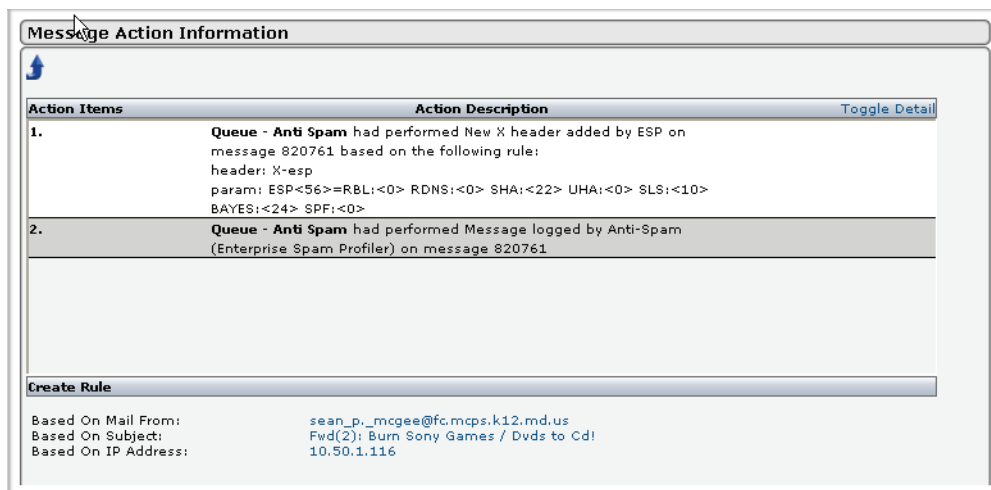 Message Action Information
Action Items Action Description Toggle Detail
1. Queue - Anti Spam had performed New X header added by ESP on
message 820761 based on the following rule:
header: X-esp
param: ESP<56>=RBL:<0> RDNS:<0> SHA:<22> UHA:<0> SLS:<10>
BAYES:<24> SPF:<0>
2. Queue - Anti Spam had performed Message logged by Anti-Spam
(Enterprise Spam Profiler) on message 820761
Create Rule
Based On Mail From: sean_p._mcgee@fc.mcps.k12.md.us
Based On Subject: Fwd(2): Burn Sony Games / Dvds to Cd!
Based On IP Address: 10.50.1.116